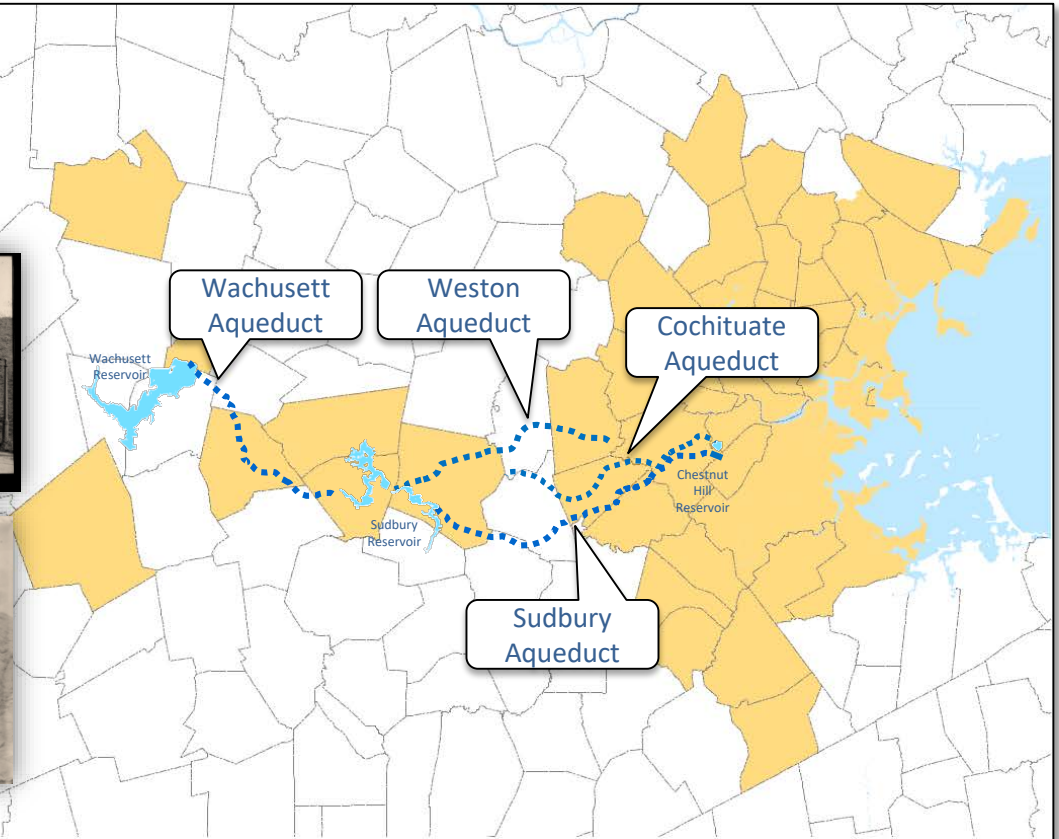 Wachusett
Aqueduct
Weston
Aqueduct
Cochituate
Aqueduct
Wachusett
Reservoir
Chestnut
Hill
Reservoir
Sudbury
Reservoir
Sudbury
Aqueduct